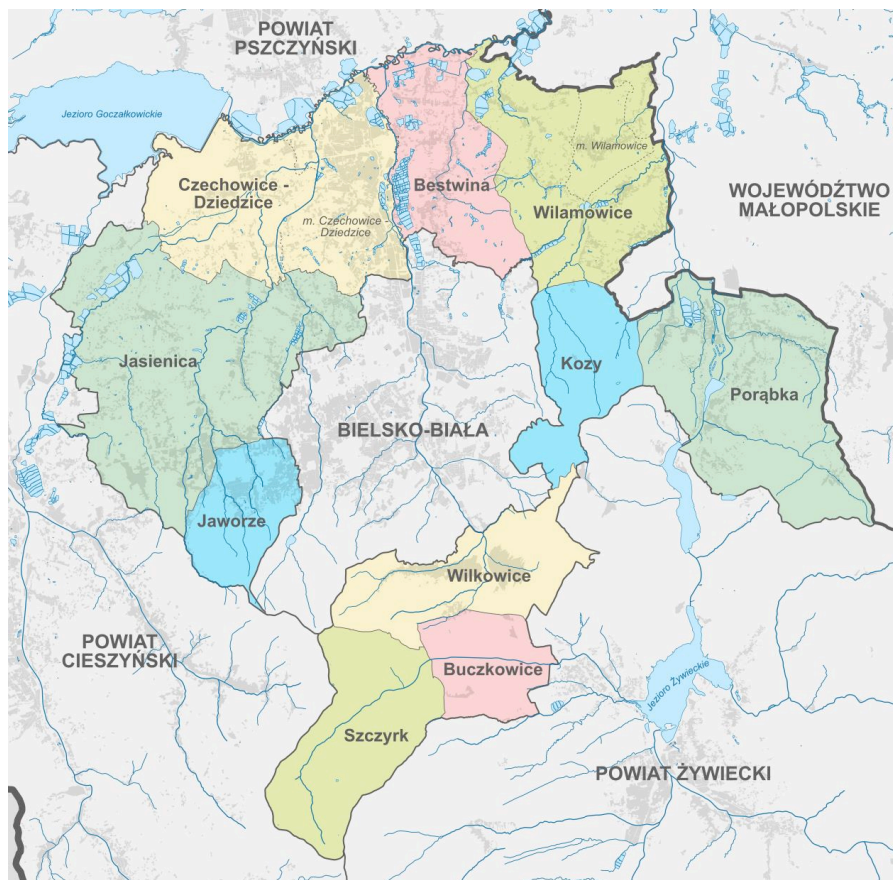 POWIAT
PSZCZYŃSKI
Jezioro Goczałkowickie
m. Wilamowice
Czechowice -
Dziedzice
Bestwina
WOJEWÓDŹTWO
MAŁOPOLSKIE
Wilamowice
m. Czechowice -
Dziedzice
Jasienica
Kozy
Porąbka
BIELSKO-BIAŁA
Jaworze
Wilkowice
POWIAT
CIESZYŃSKI
Buczkowice
Jezioro Żywieckie
Szczyrk
POWIAT ŻYWIECKI